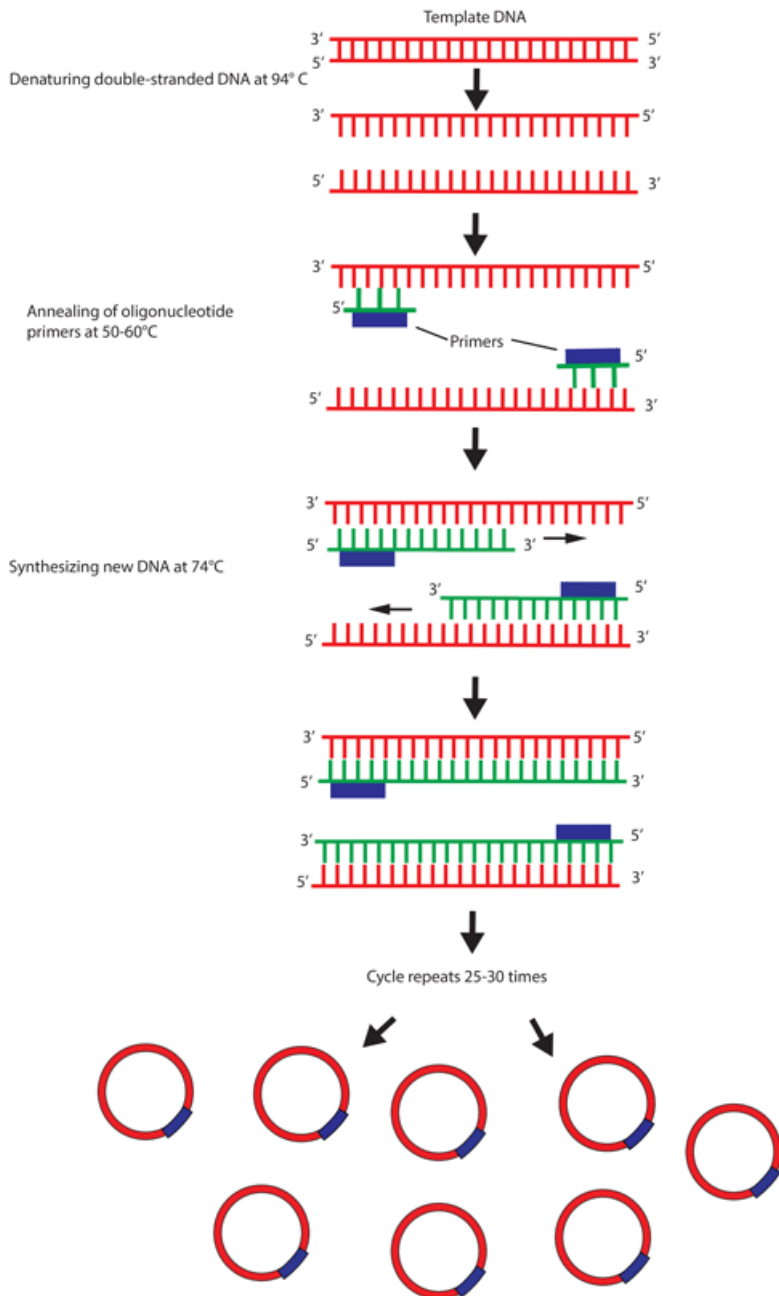 Template DNA
3′ 5′
5′ 3′
Denaturing double-stranded DNA at 94° C
3′ 5′
5′ 3′
3′ 5′
Annealing of oligonucleotide
primers at 50-60°C
5′
Primers
5′
5′ 3′
3′ 5′
5′ 3′
Synthesizing new DNA at 74°C
3′ 5′
5′ 3′
3′ 5′
5′ 3′
3′ 5′
5′ 3′
Cycle repeats 25-30 times